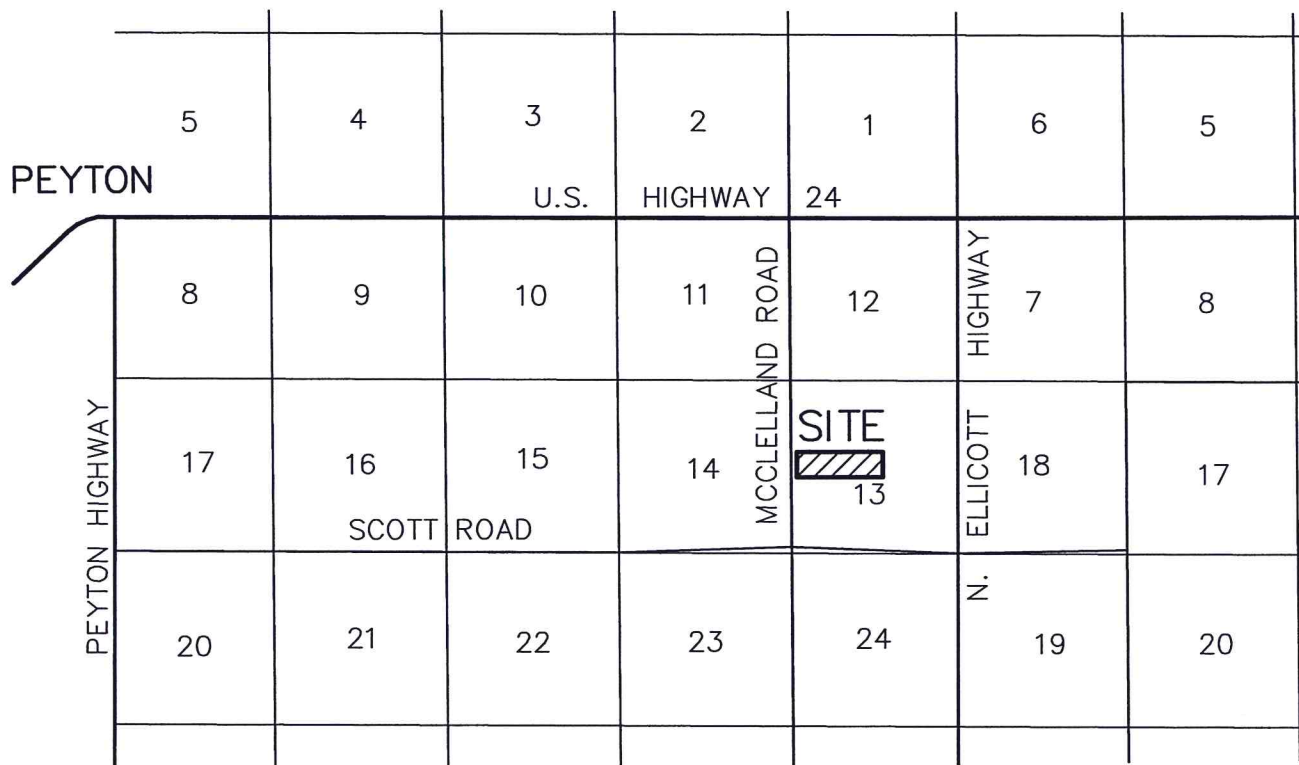 5 4 3 2 1 6 5
PEYTON
U.S. HIGHWAY 24
8 9 10 11 12 7 8
MCCLELLAND ROAD
N. ELLICOTT HIGHWAY
PEYTON HIGHWAY
SITE
17 16 15 14 13 18 17
SCOTT ROAD
20 21 22 23 24 19 20